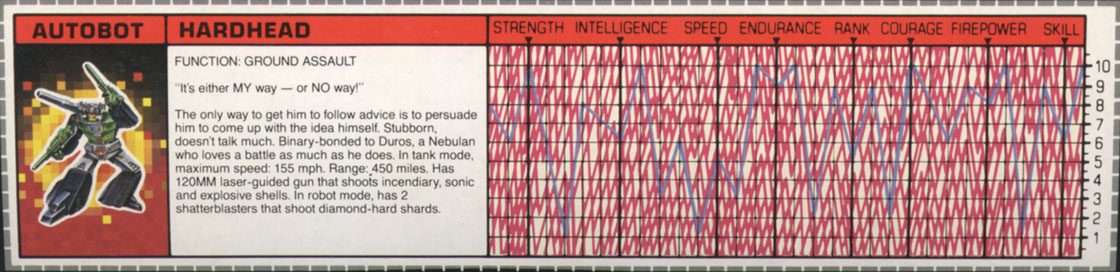 AUTOBOT
HARDHEAD
STRENGTH INTELLIGENCE SPEED ENDURANCE RANK COURAGE FIREPOWER SKILL
FUNCTION: GROUND ASSAULT
"It's either MY way — or NO way!"
The only way to get him to follow advice is to persuade
him to come up with the idea himself. Stubborn,
doesn't talk much. Binary-bonded to Duros, a Nebulan
who loves a battle as much as he does. In tank mode,
maximum speed: 155 mph. Range: 450 miles. Has
120MM laser-guided gun that shoots incendiary, sonic
and explosive shells. In robot mode, has 2
shatterblasters that shoot diamond-hard shards.
10
9
8
7
6
5
4
3
2
1